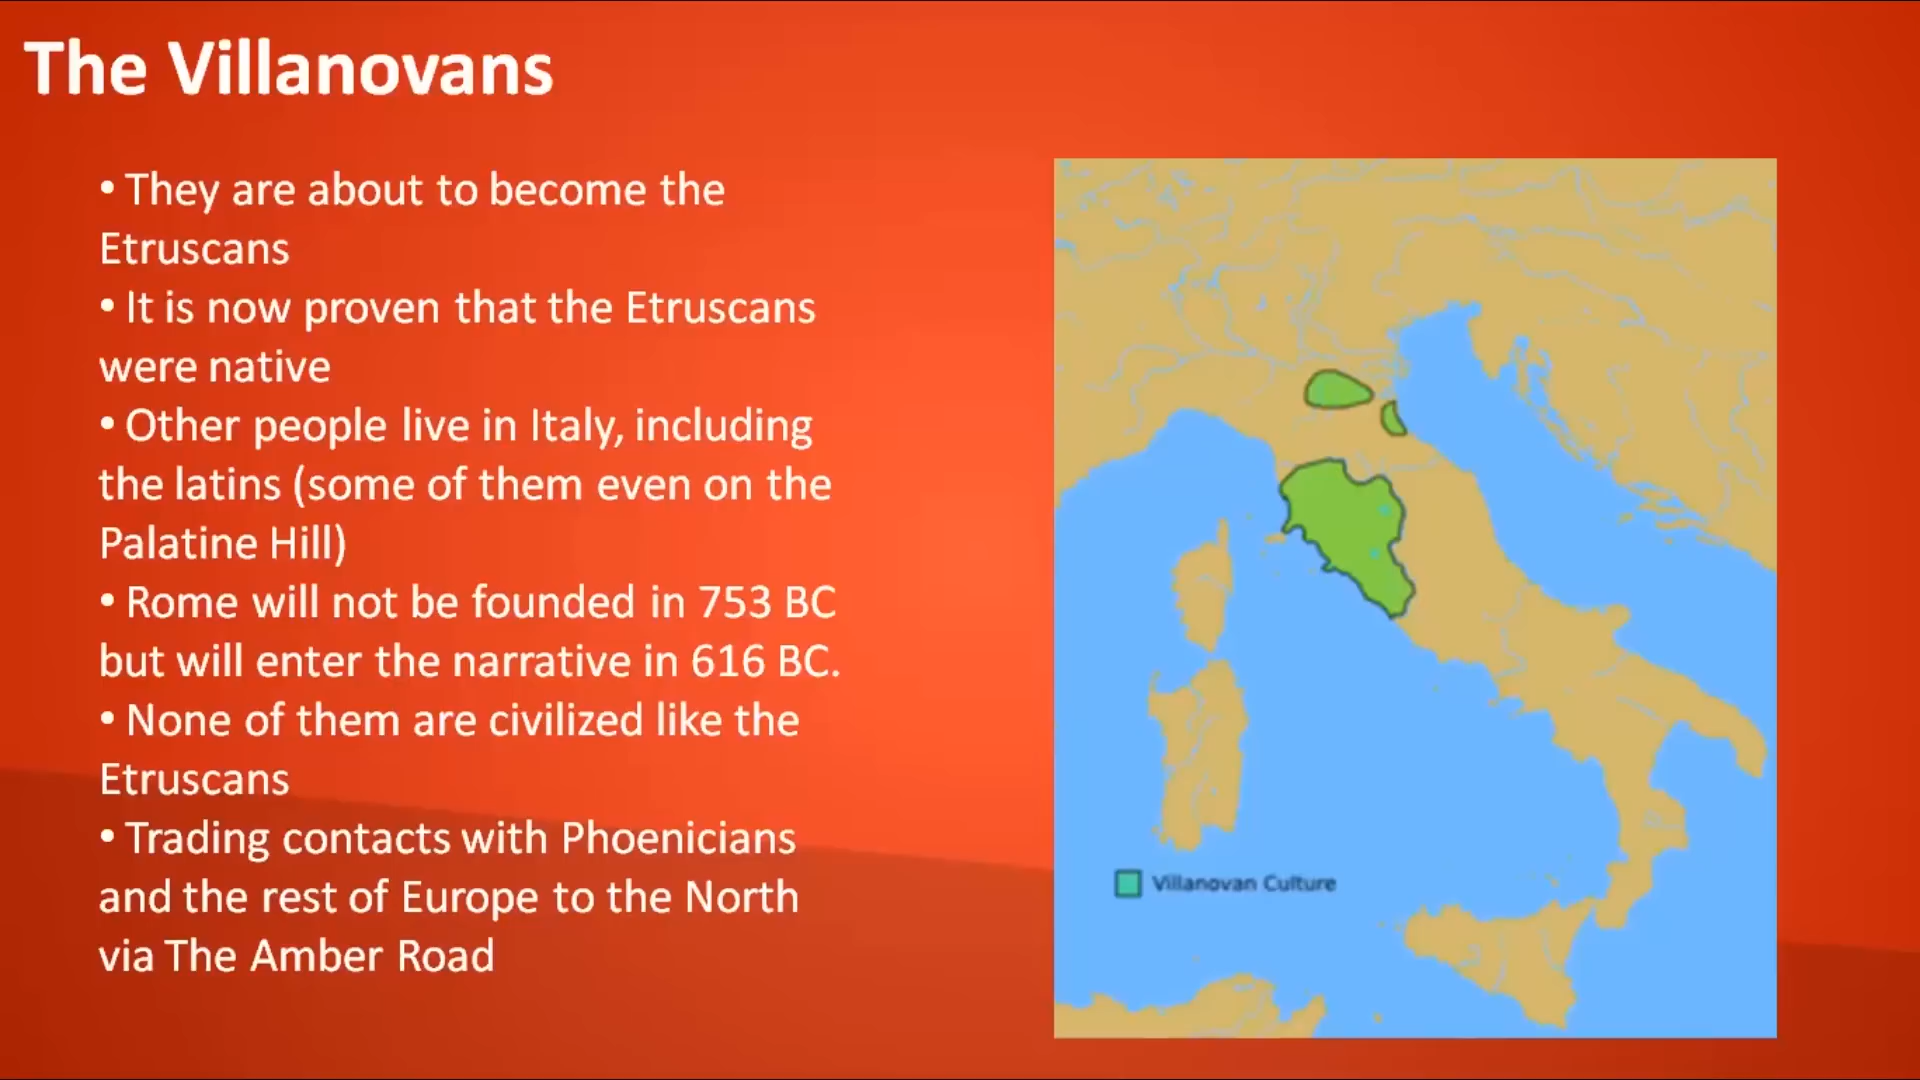 The Villanovans
• They are about to become the
Etruscans
• It is now proven that the Etruscans
were native
• Other people live in Italy, including
the latins (some of them even on the
Palatine Hill)
• Rome will not be founded in 753 BC
but will enter the narrative in 616 BC.
• None of them are civilized like the
Etruscans
• Trading contacts with Phoenicians
and the rest of Europe to the North
via The Amber Road
Villanovan Culture